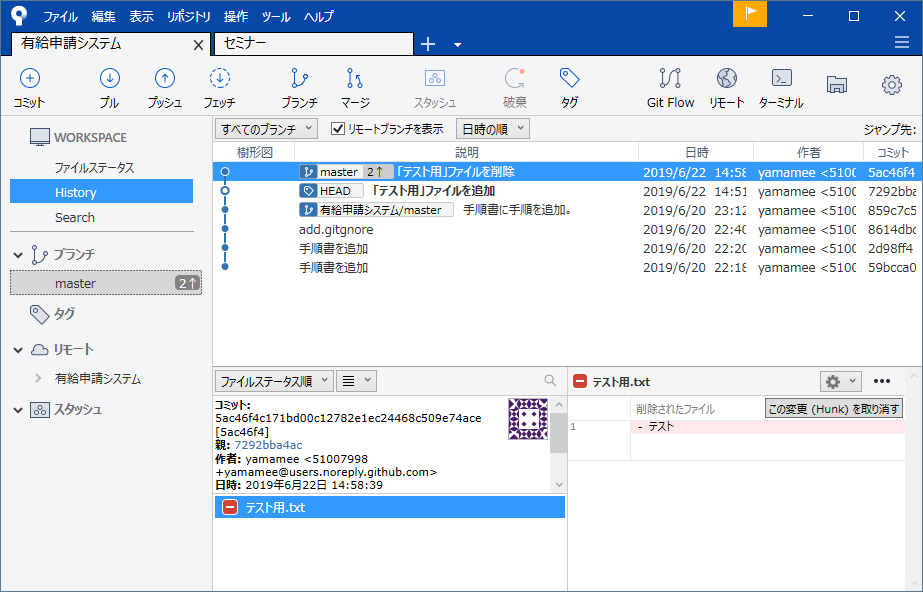 ファイル 編集 表示 リポジトリ 操作 ツール ヘルプ
有給申請システム セミナー
コミット プル プッシュ フェッチ ブランチ マージ スタッシュ 破棄 タグ Git Flow リモート ターミナル
WORKSPACE
ファイルステータス
History
Search
ブランチ
master 2↑
タグ
リモート
有給申請システム
スタッシュ
すべてのブランチ リモートブランチを表示 日時の順 ジャンプ先:
樹形図 説明 日時 作者 コミット
master 2↑ 「テスト用」ファイルを削除 2019/6/22 14:58 yamamee <5100 5ac46f4
HEAD 「テスト用」ファイルを追加 2019/6/22 14:51 yamamee <5100 7292bba
有給申請システム/master 手順書に手順を追加。 2019/6/20 23:12 yamamee <5100 859c7c5
add.gitgnore 2019/6/20 22:40 yamamee <5100 8614dbc
手順書を追加 2019/6/20 22:20 yamamee <5100 2d98ff4
手順書を追加 2019/6/20 22:18 yamamee <5100 59bcca0
ファイルステータス順
コミット:
5ac46f4c171bd00c12782e1ec24468c509e74ace
[5ac46f4]
親: 7292bba4ac
作者: yamamee <51007998
+yamamee@users.noreply.github.com>
日時: 2019年6月22日 14:58:39
テスト用.txt
テスト用.txt
削除されたファイル この変更 (Hunk) を取り消す
1 - テスト